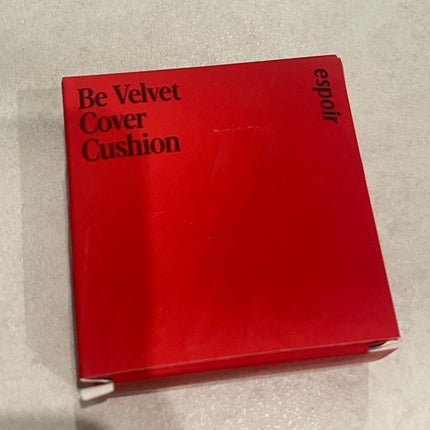 Be Velvet
Cover
Cushion
espoir